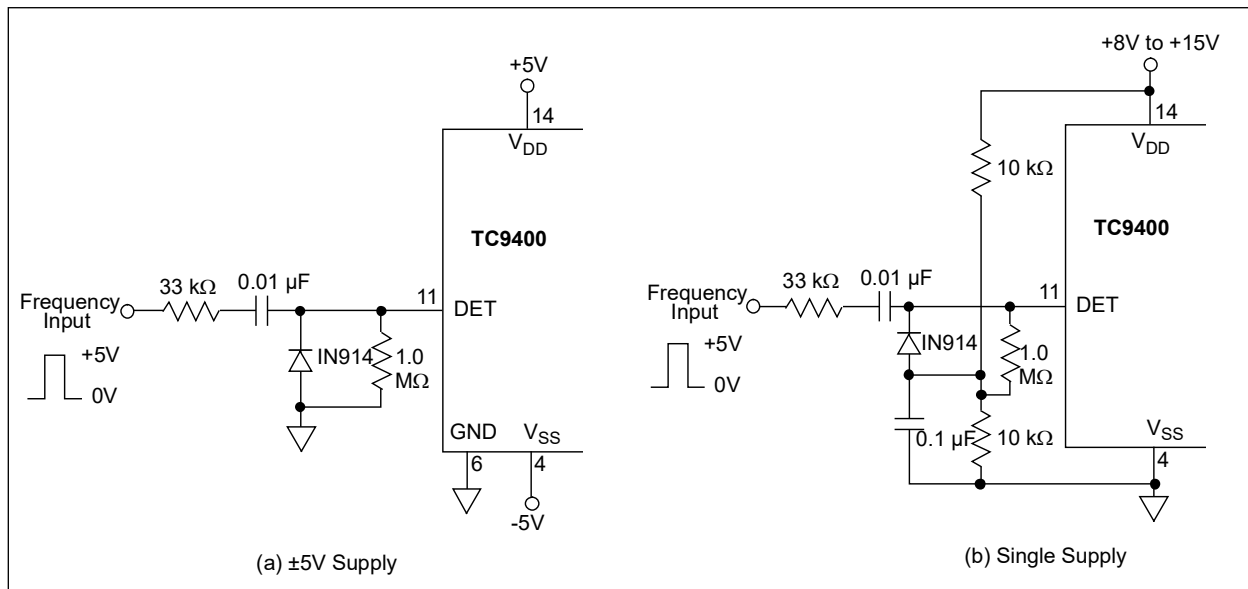 +5V
14
V_DD
TC9400
33 kΩ
0.01 µF
Frequency
Input
11
DET
+5V
0V
IN914
1.0
MΩ
GND
V_SS
6
4
-5V
(a) ±5V Supply
+8V to +15V
14
V_DD
10 kΩ
TC9400
33 kΩ
0.01 µF
Frequency
Input
11
DET
+5V
0V
IN914
1.0
MΩ
0.1 µF
10 kΩ
V_SS
4
(b) Single Supply